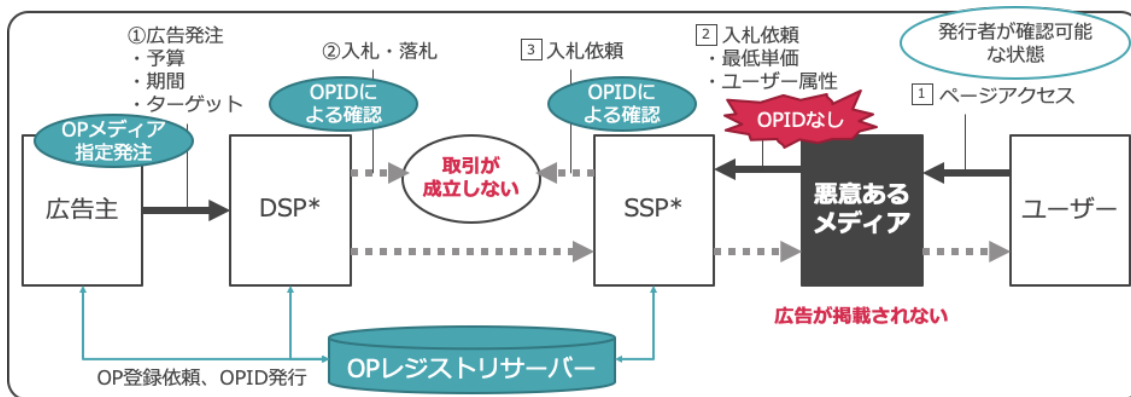 ①広告発注
・予算
・期間
・ターゲット
②入札・落札
3 入札依頼
2 入札依頼
・最低単価
・ユーザー属性
発行者が確認可能
な状態
1 ページアクセス
OPメディア
指定発注
OPIDに
よる確認
OPIDに
よる確認
OPIDなし
広告主
DSP*
取引が
成立しない
SSP*
悪意ある
メディア
ユーザー
広告が掲載されない
OPレジストリサーバー
OP登録依頼、OPID発行